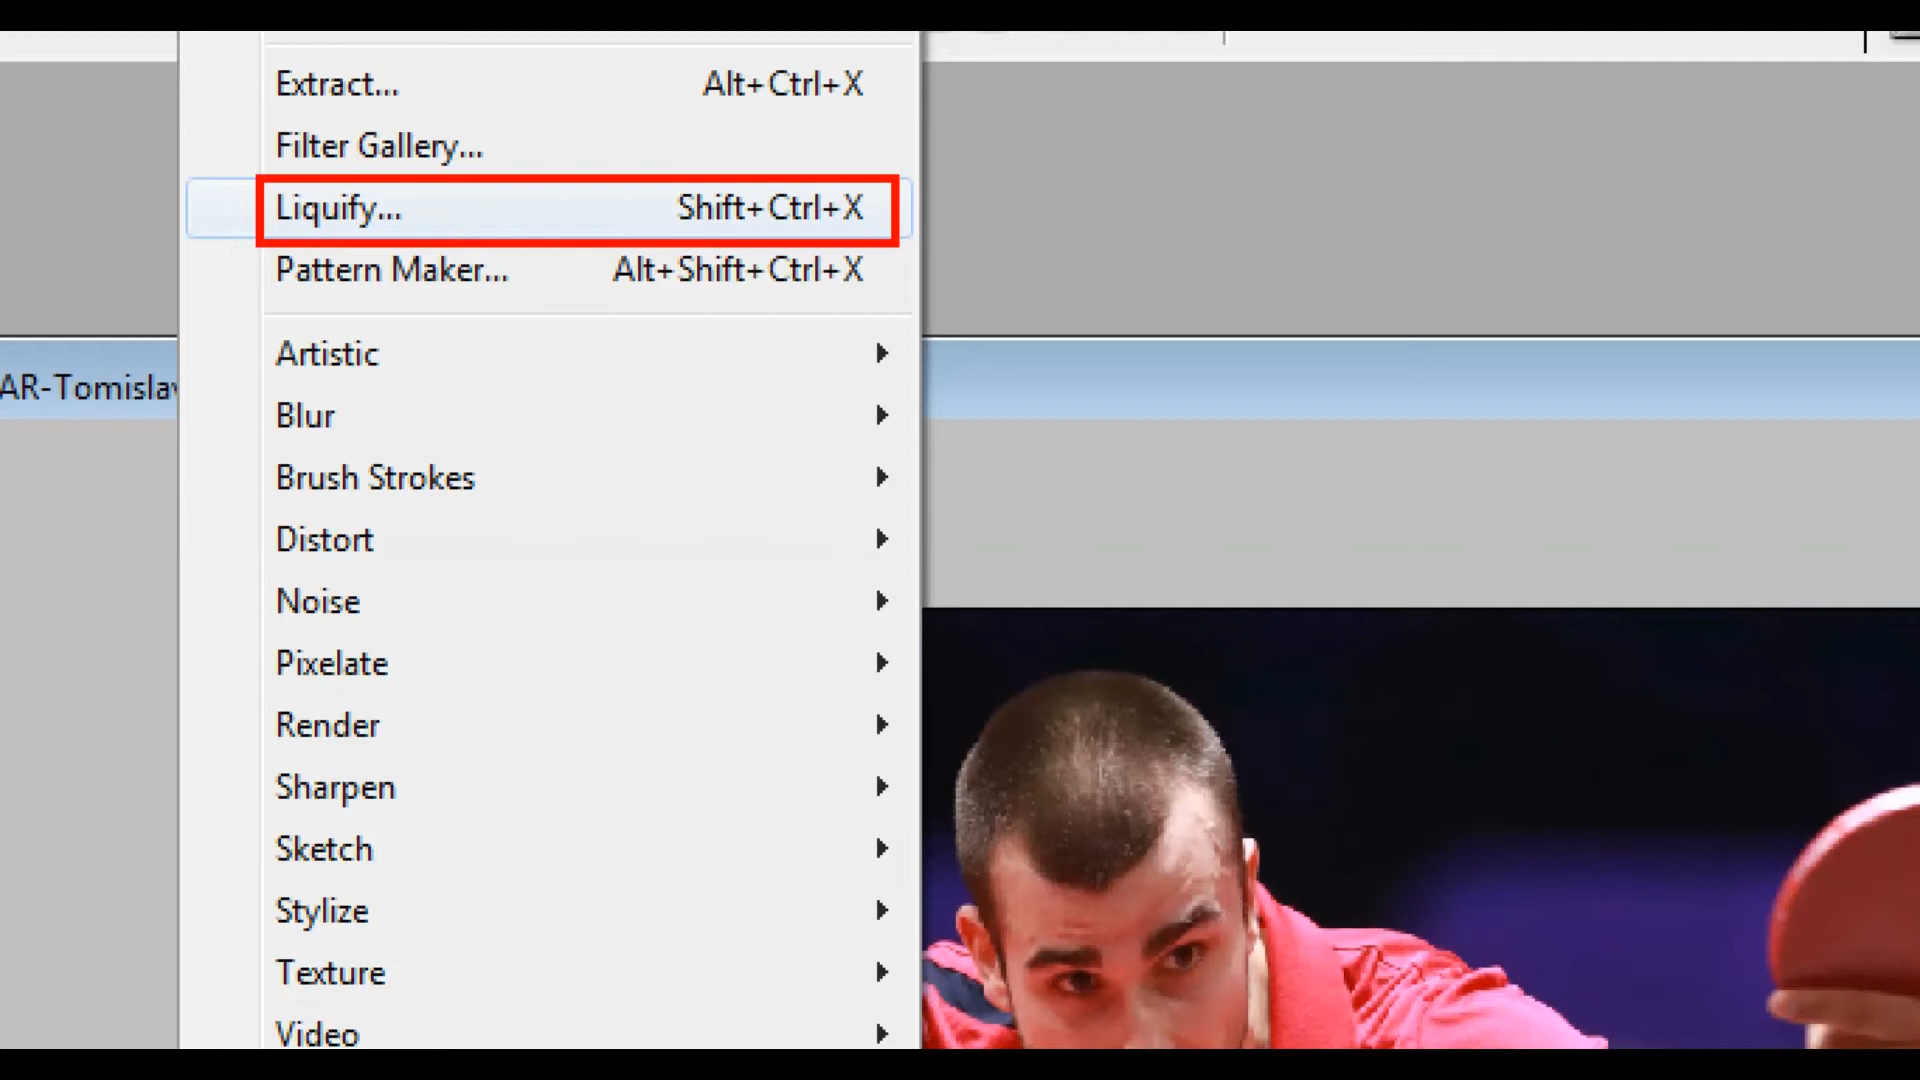 Extract... Alt+Ctrl+X
Filter Gallery...
Liquify... Shift+Ctrl+X
Pattern Maker... Alt+Shift+Ctrl+X
Artistic
AR-Tomislav
Blur
Brush Strokes
Distort
Noise
Pixelate
Render
Sharpen
Sketch
Stylize
Texture
Video